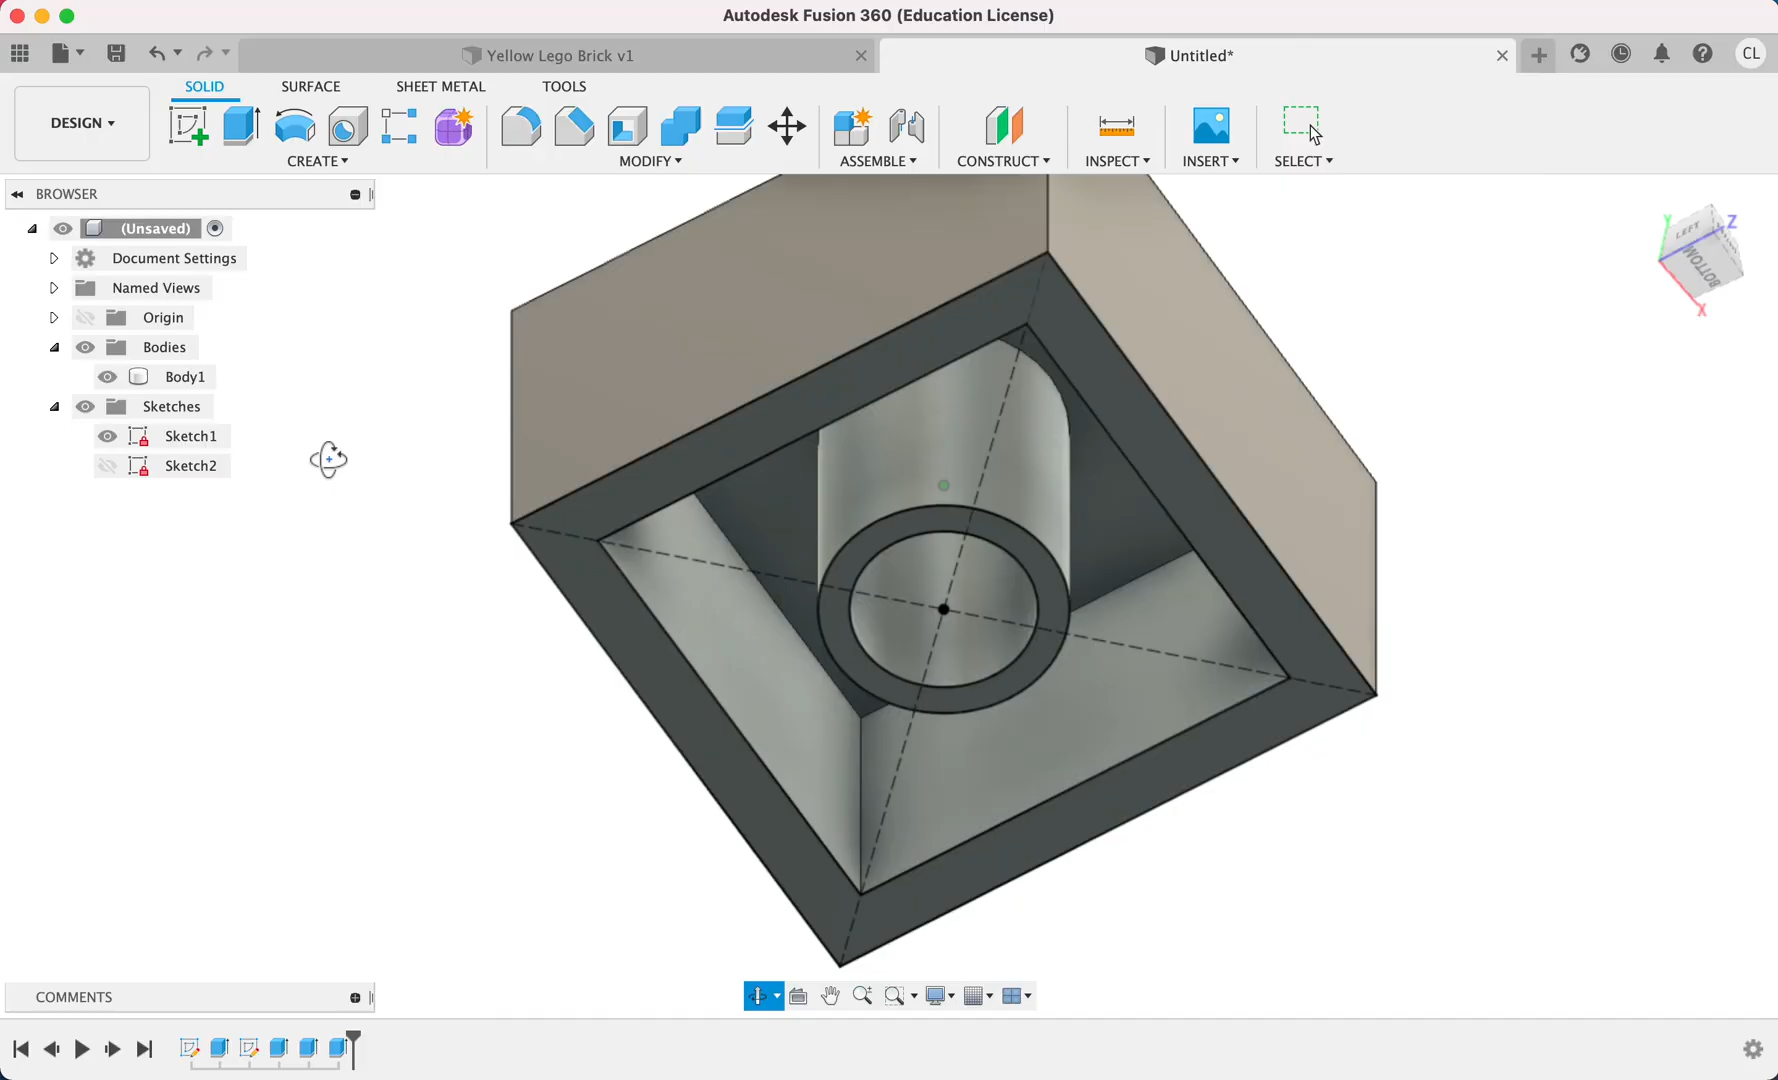 Autodesk Fusion 360 (Education License)
Yellow Lego Brick v1
Untitled*
CL
DESIGN
SOLID
SURFACE
SHEET METAL
TOOLS
CREATE
MODIFY
ASSEMBLE
CONSTRUCT
INSPECT
INSERT
SELECT
BROWSER
(Unsaved)
Document Settings
Named Views
Origin
Bodies
Body1
Sketches
Sketch1
Sketch2
Y
Z
X
LEFT
BOTTOM
COMMENTS